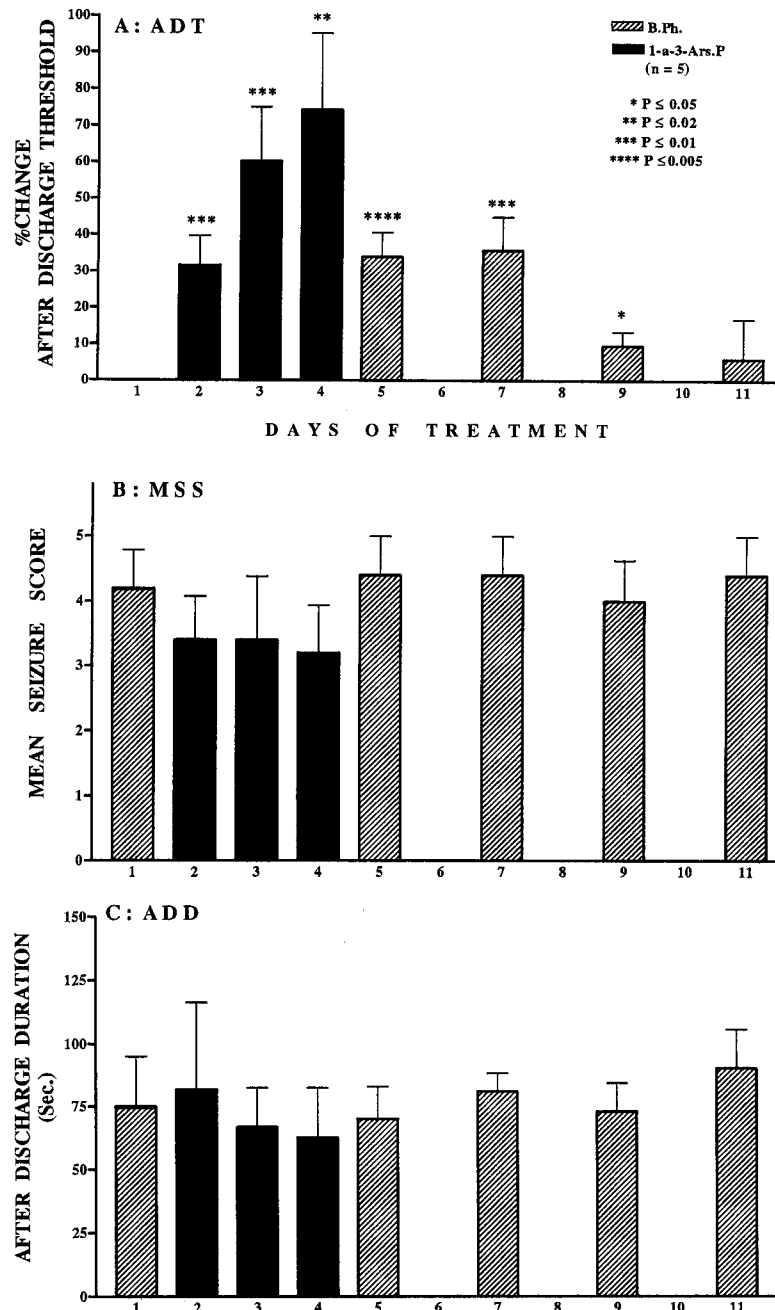 A: ADT
B.Ph.
1-a-3-Ars.P
(n = 5)
* P ≤ 0.05
** P ≤ 0.02
*** P ≤ 0.01
**** P ≤0.005
%CHANGE
AFTER DISCHARGE THRESHOLD
100
90
80
70
60
50
40
30
20
10
0
***
***
**
****
***
*
1 2 3 4 5 6 7 8 9 10 11
DAYS OF TREATMENT
B: MSS
MEAN SEIZURE SCORE
5
4
3
2
1
0
1 2 3 4 5 6 7 8 9 10 11
C: ADD
AFTER DISCHARGE DURATION
(Sec.)
150
125
100
75
50
25
0
1 2 3 4 5 6 7 8 9 10 11